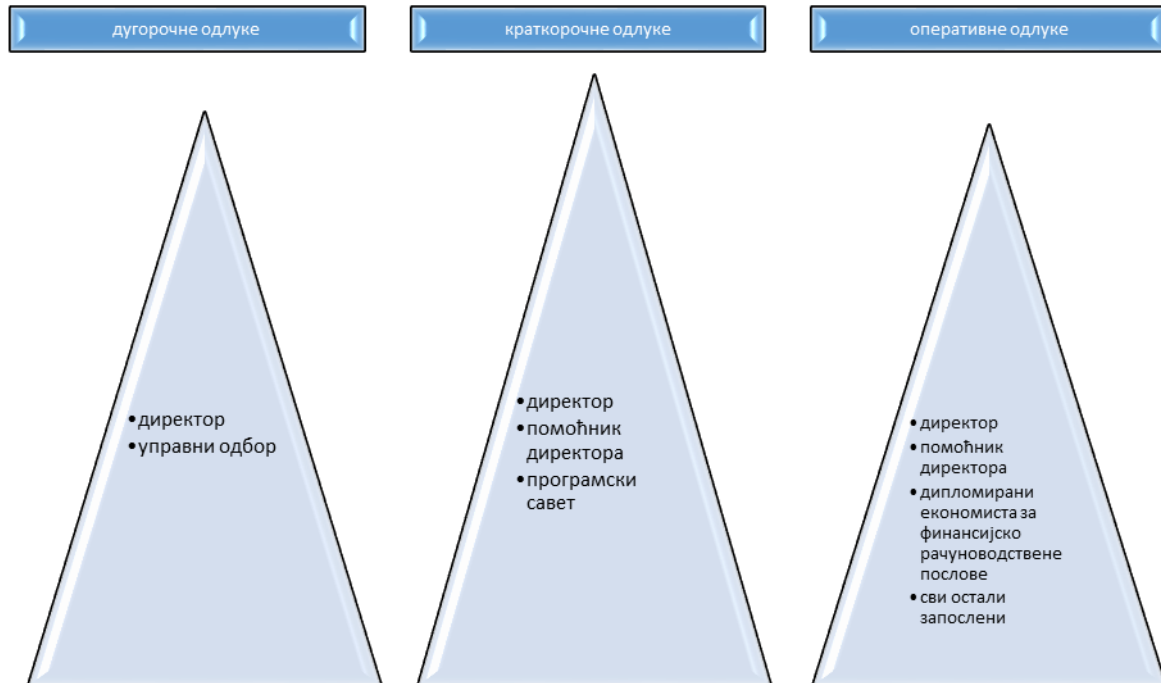 дугорочне одлуке
краткорочне одлуке
оперативне одлуке
•директор
•управни одбор
•директор
•помоћник
директора
•програмски
савет
•директор
•помоћник
директора
•дипломирани
економиста за
финансијско
рачуноводствене
послове
•сви остали
запослени